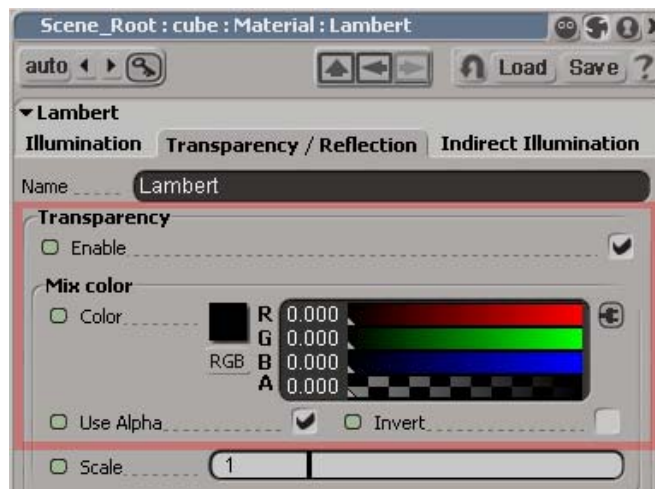 Scene_Root : cube : Material : Lambert
auto Load Save ?
Lambert
Illumination Transparency / Reflection Indirect Illumination
Name Lambert
Transparency
Enable
Mix color
Color R 0.000
G 0.000
RGB B 0.000
A 0.000
Use Alpha Invert
Scale 1